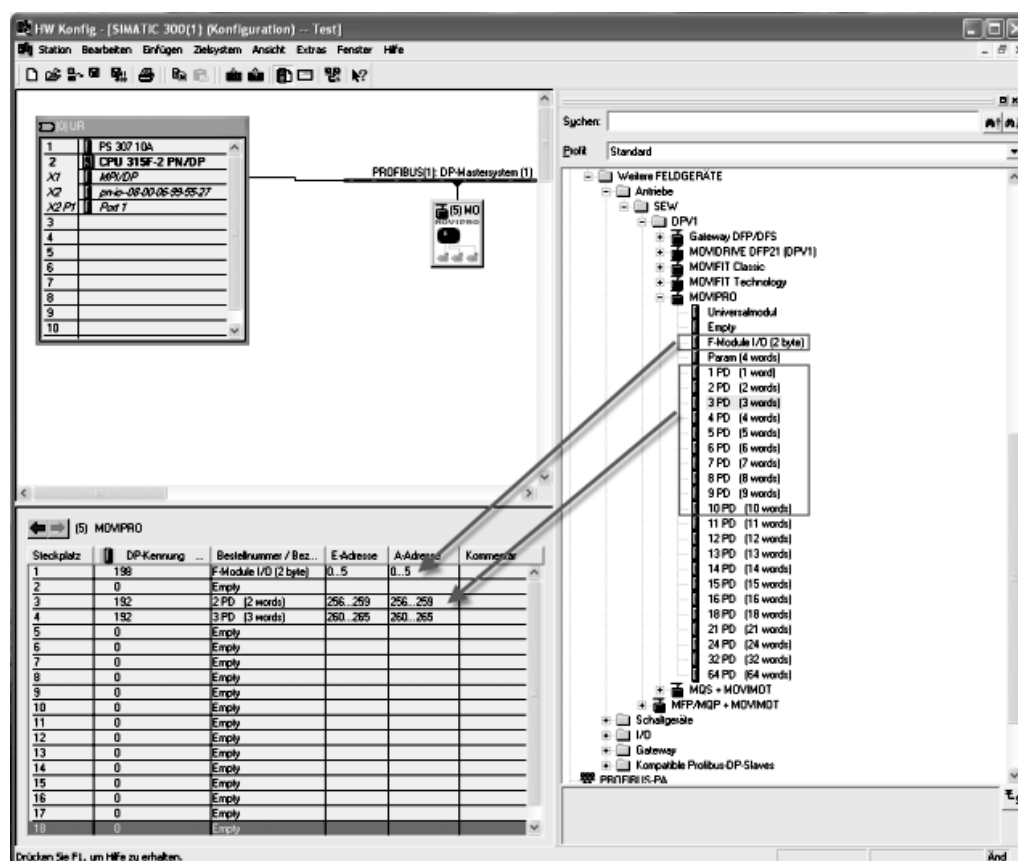 HW Konfig - [SIMATIC 300(1) (Konfiguration) -- Test]
Station Bearbeiten Einfügen Zielsystem Ansicht Extras Fenster Hilfe
(0) UR
1 PS 307 10A
2 CPU 315F-2 PN/DP
X1 MPI/DP
X2 pn-io-08-00-06-99-55-27
X2 P1 Port 1
3
4
5
6
7
8
9
10
PROFIBUS(1): DP-Mastersystem (1)
(5) MO
MOVIPRO
Suchen:
Profil: Standard
Weitere FELDGERÄTE
Antriebe
SEW
DPV1
Gateway DFP/DFS
MOVIDRIVE DFP21 (DPV1)
MOVIFIT Classic
MOVIFIT Technology
MOVIPRO
Universalmodul
Empty
F-Module I/O (2 byte)
Param (4 words)
1 PD (1 word)
2 PD (2 words)
3 PD (3 words)
4 PD (4 words)
5 PD (5 words)
6 PD (6 words)
7 PD (7 words)
8 PD (8 words)
9 PD (9 words)
10 PD (10 words)
11 PD (11 words)
12 PD (12 words)
13 PD (13 words)
14 PD (14 words)
15 PD (15 words)
16 PD (16 words)
18 PD (18 words)
21 PD (21 words)
24 PD (24 words)
32 PD (32 words)
64 PD (64 words)
MQS + MOVIMOT
MFP/MQP + MOVIMOT
Schaltgeräte
I/O
Gateway
Kompatible Profibus-DP-Slaves
PROFIBUS-PA
(5) MOVIPRO
Steckplatz DP-Kennung ... Bestellnummer / Bez... E-Adresse A-Adresse Kommentar
1 198 F-Module I/O (2 byte) 0...5 0...5
2 0 Empty
3 192 2 PD (2 words) 256...259 256...259
4 192 3 PD (3 words) 260...265 260...265
5 0 Empty
6 0 Empty
7 0 Empty
8 0 Empty
9 0 Empty
10 0 Empty
11 0 Empty
12 0 Empty
13 0 Empty
14 0 Empty
15 0 Empty
16 0 Empty
17 0 Empty
18 0 Empty
Drücken Sie F1, um Hilfe zu erhalten.
Änd